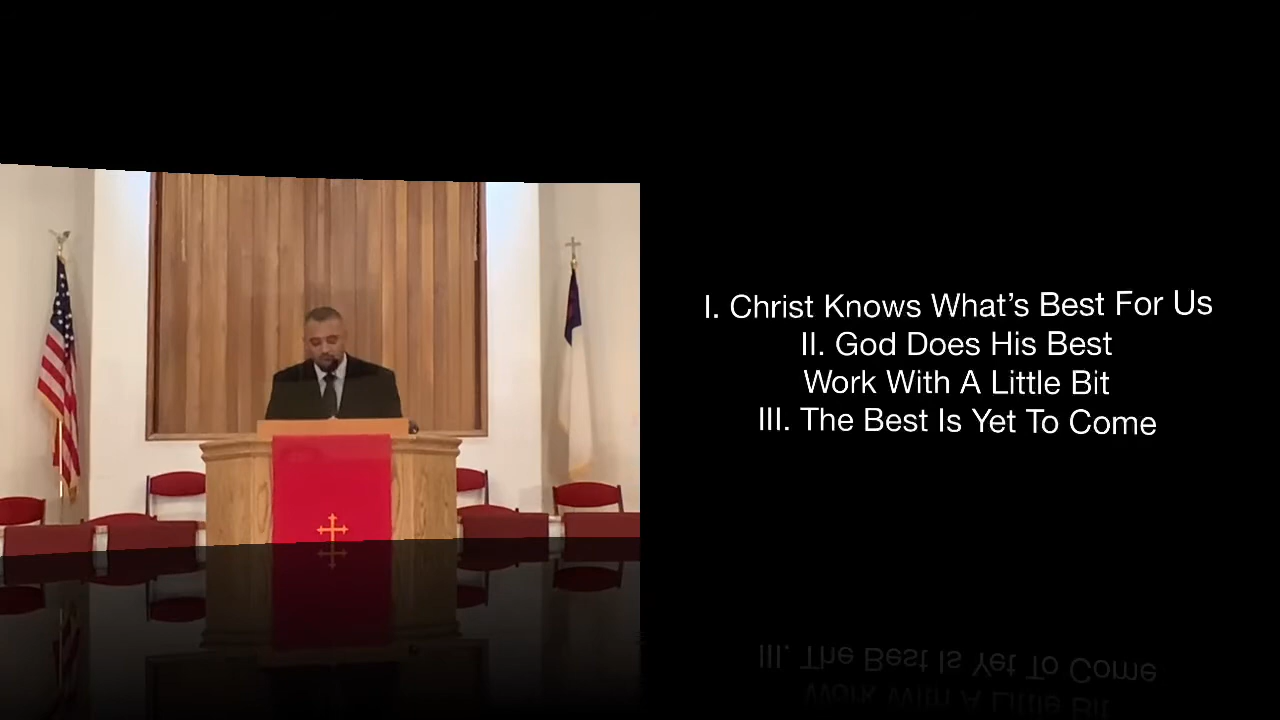 I. Christ Knows What’s Best For Us
II. God Does His Best
Work With A Little Bit
III. The Best Is Yet To Come